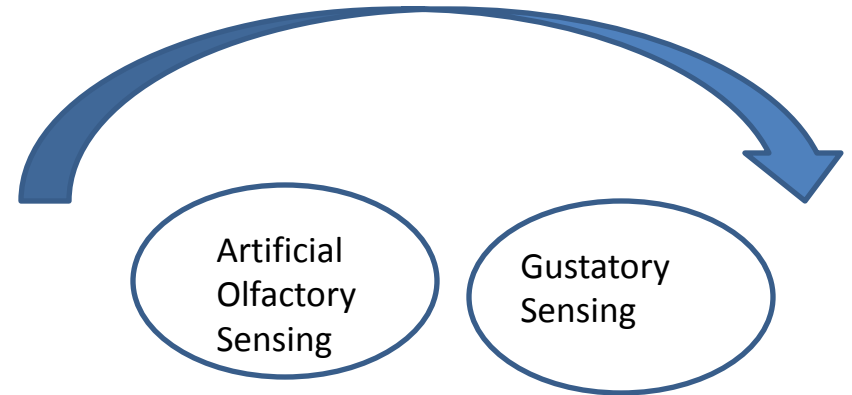 Artificial
Olfactory
Sensing
Gustatory
Sensing